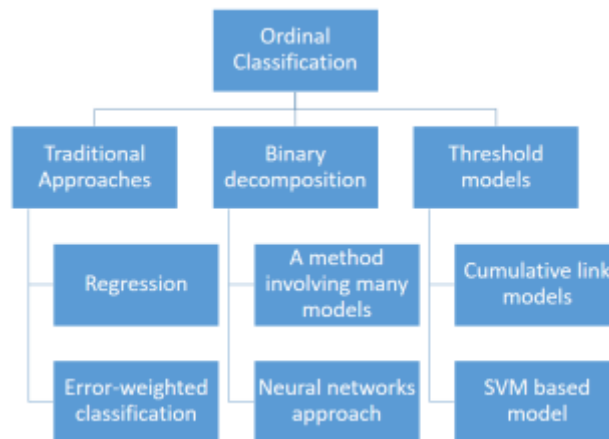 Ordinal
Classification
Traditional
Approaches
Binary
decomposition
Threshold
models
Regression
A method
involving many
models
Cumulative link
models
Error-weighted
classification
Neural networks
approach
SVM based
model